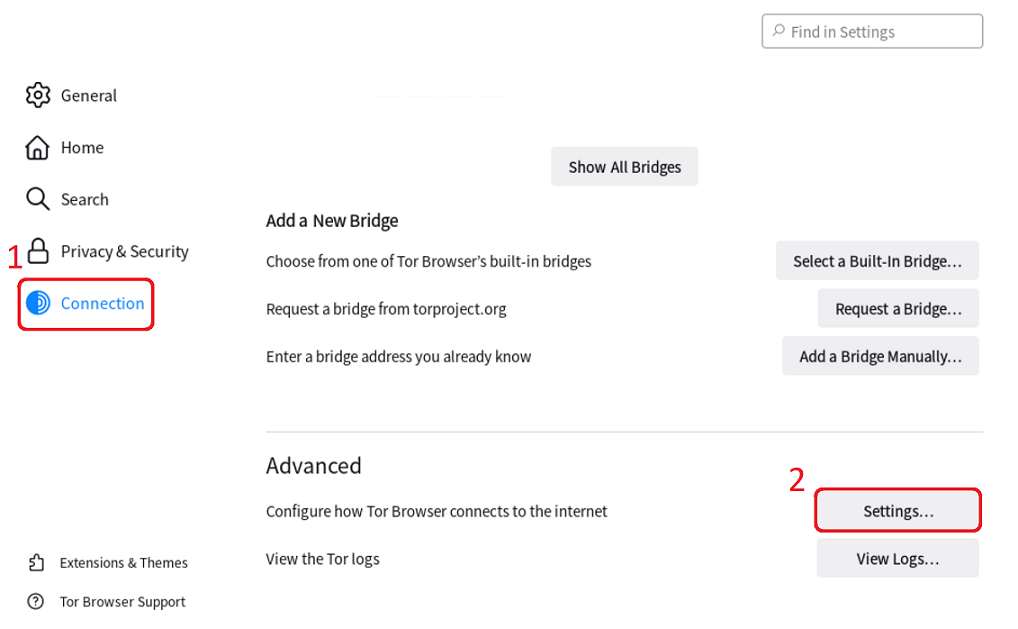 Find in Settings
General
Home
Show All Bridges
Search
Add a New Bridge
1
Privacy & Security
Choose from one of Tor Browser's built-in bridges
Select a Built-In Bridge…
Connection
Request a bridge from torproject.org
Request a Bridge…
Enter a bridge address you already know
Add a Bridge Manually…
Advanced
2
Configure how Tor Browser connects to the internet
Settings…
View the Tor logs
View Logs…
Extensions & Themes
Tor Browser Support